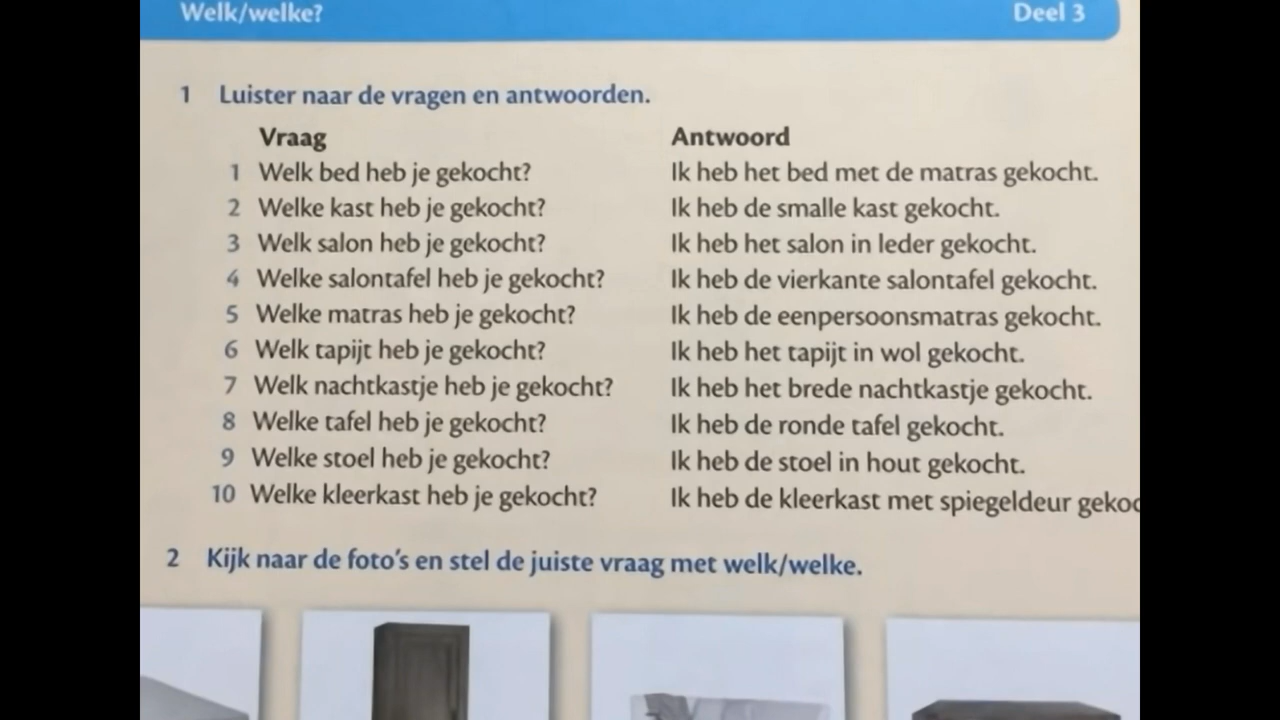 Welk/welke? Deel 3
1 Luister naar de vragen en antwoorden.
Vraag Antwoord
1 Welk bed heb je gekocht? Ik heb het bed met de matras gekocht.
2 Welke kast heb je gekocht? Ik heb de smalle kast gekocht.
3 Welk salon heb je gekocht? Ik heb het salon in leder gekocht.
4 Welke salontafel heb je gekocht? Ik heb de vierkante salontafel gekocht.
5 Welke matras heb je gekocht? Ik heb de eenpersoonsmatras gekocht.
6 Welk tapijt heb je gekocht? Ik heb het tapijt in wol gekocht.
7 Welk nachtkastje heb je gekocht? Ik heb het brede nachtkastje gekocht.
8 Welke tafel heb je gekocht? Ik heb de ronde tafel gekocht.
9 Welke stoel heb je gekocht? Ik heb de stoel in hout gekocht.
10 Welke kleerkast heb je gekocht? Ik heb de kleerkast met spiegeldeur
2 Kijk naar de foto's en stel de juiste vraag met welk/welke.